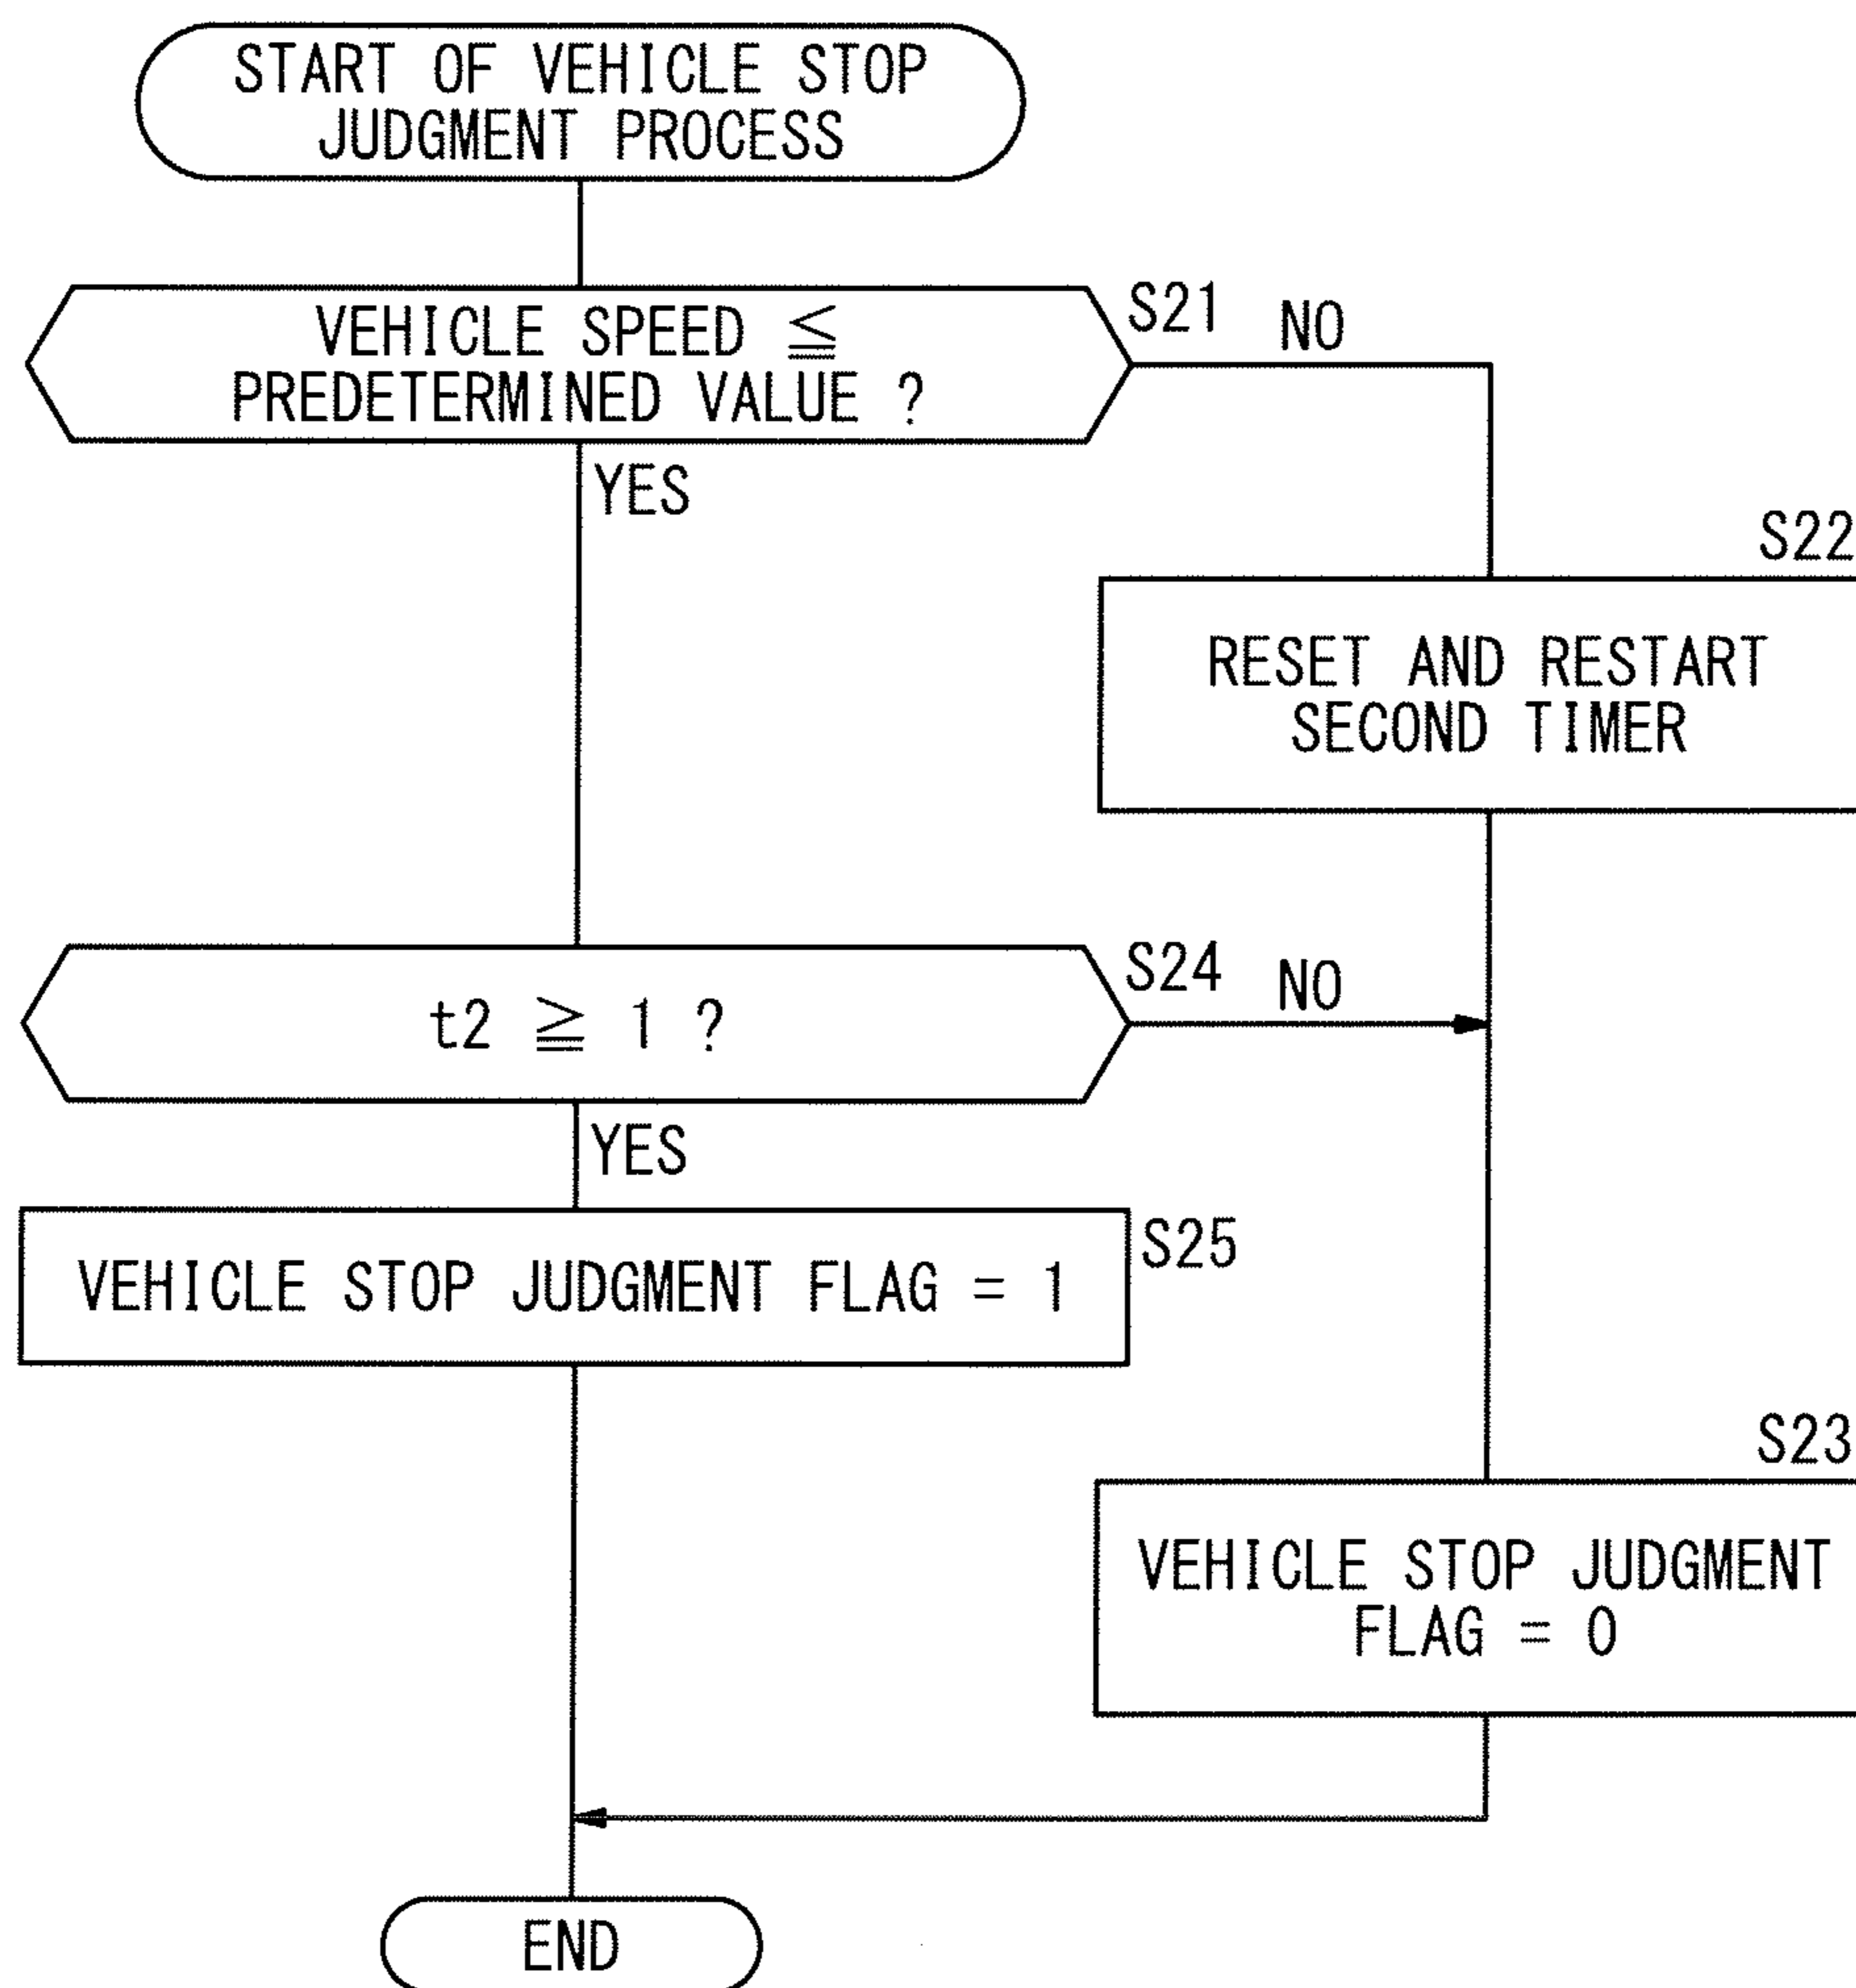 START OF VEHICLE STOP
JUDGMENT PROCESS
VEHICLE SPEED ≦
PREDETERMINED VALUE ?
S21
NO
YES
S22
RESET AND RESTART
SECOND TIMER
t2 ≧ 1 ?
S24
NO
YES
VEHICLE STOP JUDGMENT FLAG = 1
S25
S23
VEHICLE STOP JUDGMENT
FLAG = 0
END